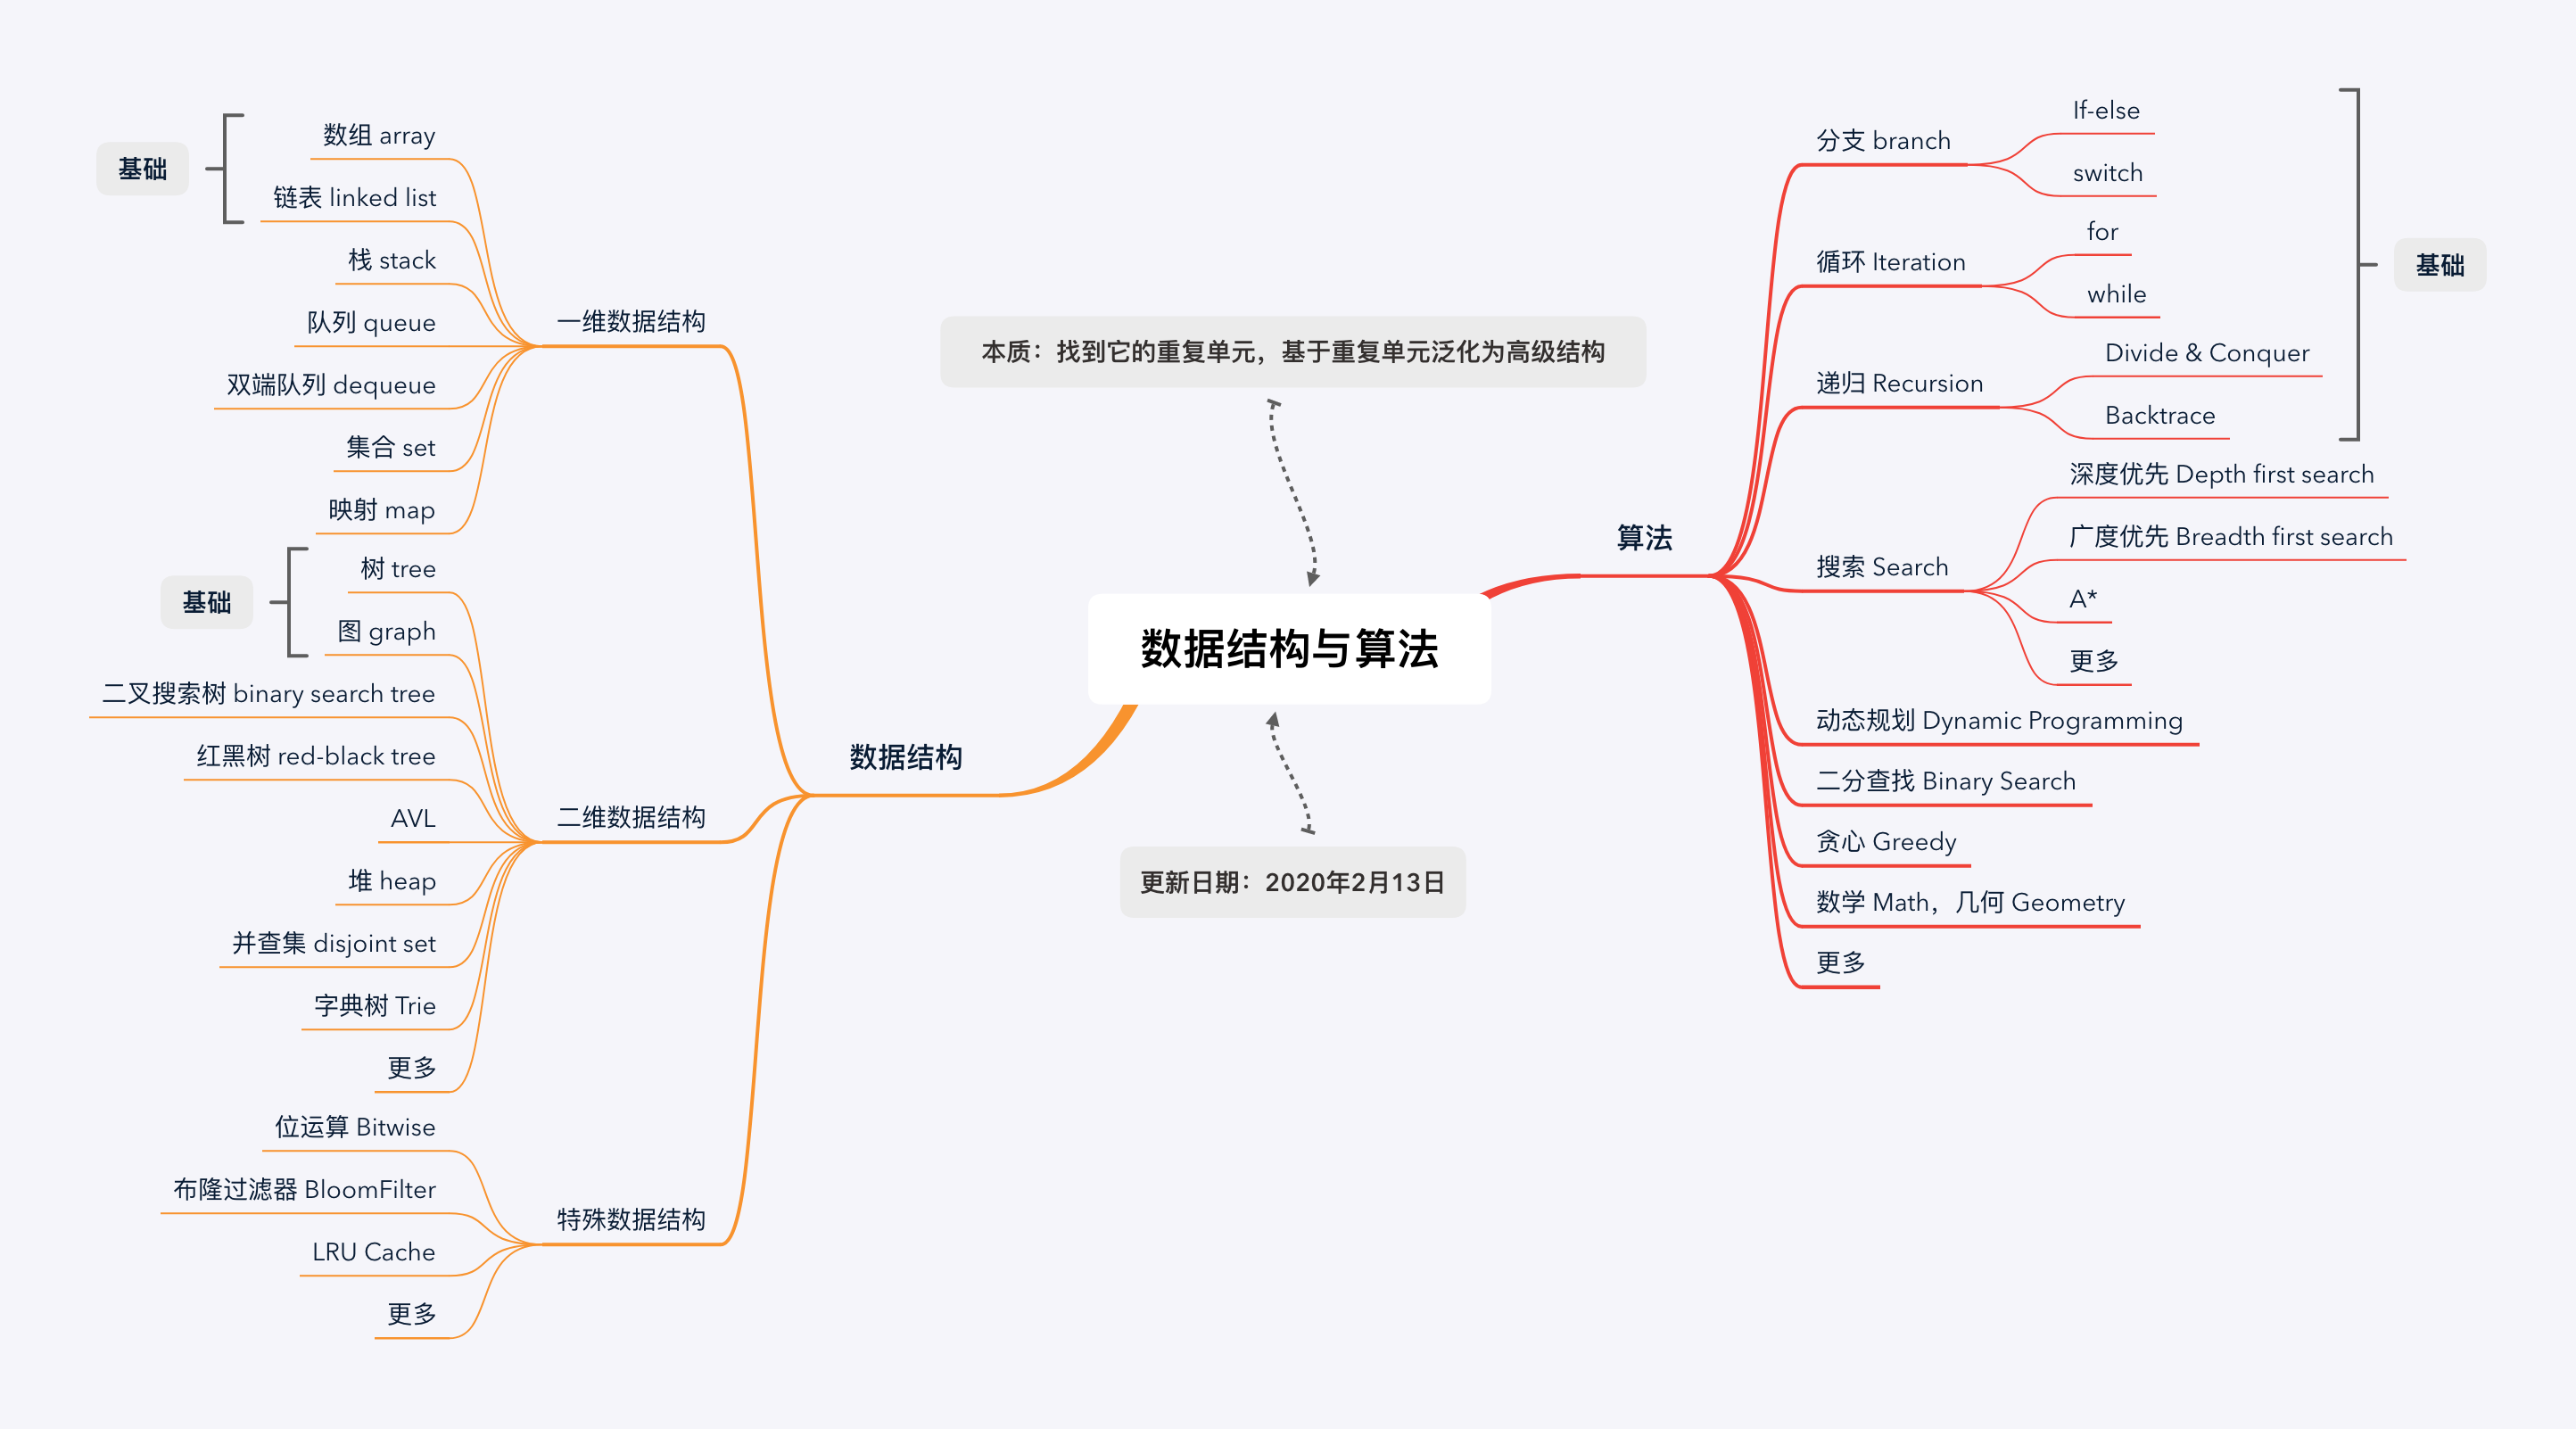 数据结构与算法
本质：找到它的重复单元，基于重复单元泛化为高级结构
更新日期：2020年2月13日
数据结构
一维数据结构
基础
数组 array
链表 linked list
栈 stack
队列 queue
双端队列 dequeue
集合 set
映射 map
二维数据结构
基础
树 tree
图 graph
二叉搜索树 binary search tree
红黑树 red-black tree
AVL
堆 heap
并查集 disjoint set
字典树 Trie
更多
特殊数据结构
位运算 Bitwise
布隆过滤器 BloomFilter
LRU Cache
更多
算法
基础
分支 branch
If-else
switch
循环 Iteration
for
while
递归 Recursion
Divide & Conquer
Backtrace
搜索 Search
深度优先 Depth first search
广度优先 Breadth first search
A*
更多
动态规划 Dynamic Programming
二分查找 Binary Search
贪心 Greedy
数学 Math，几何 Geometry
更多